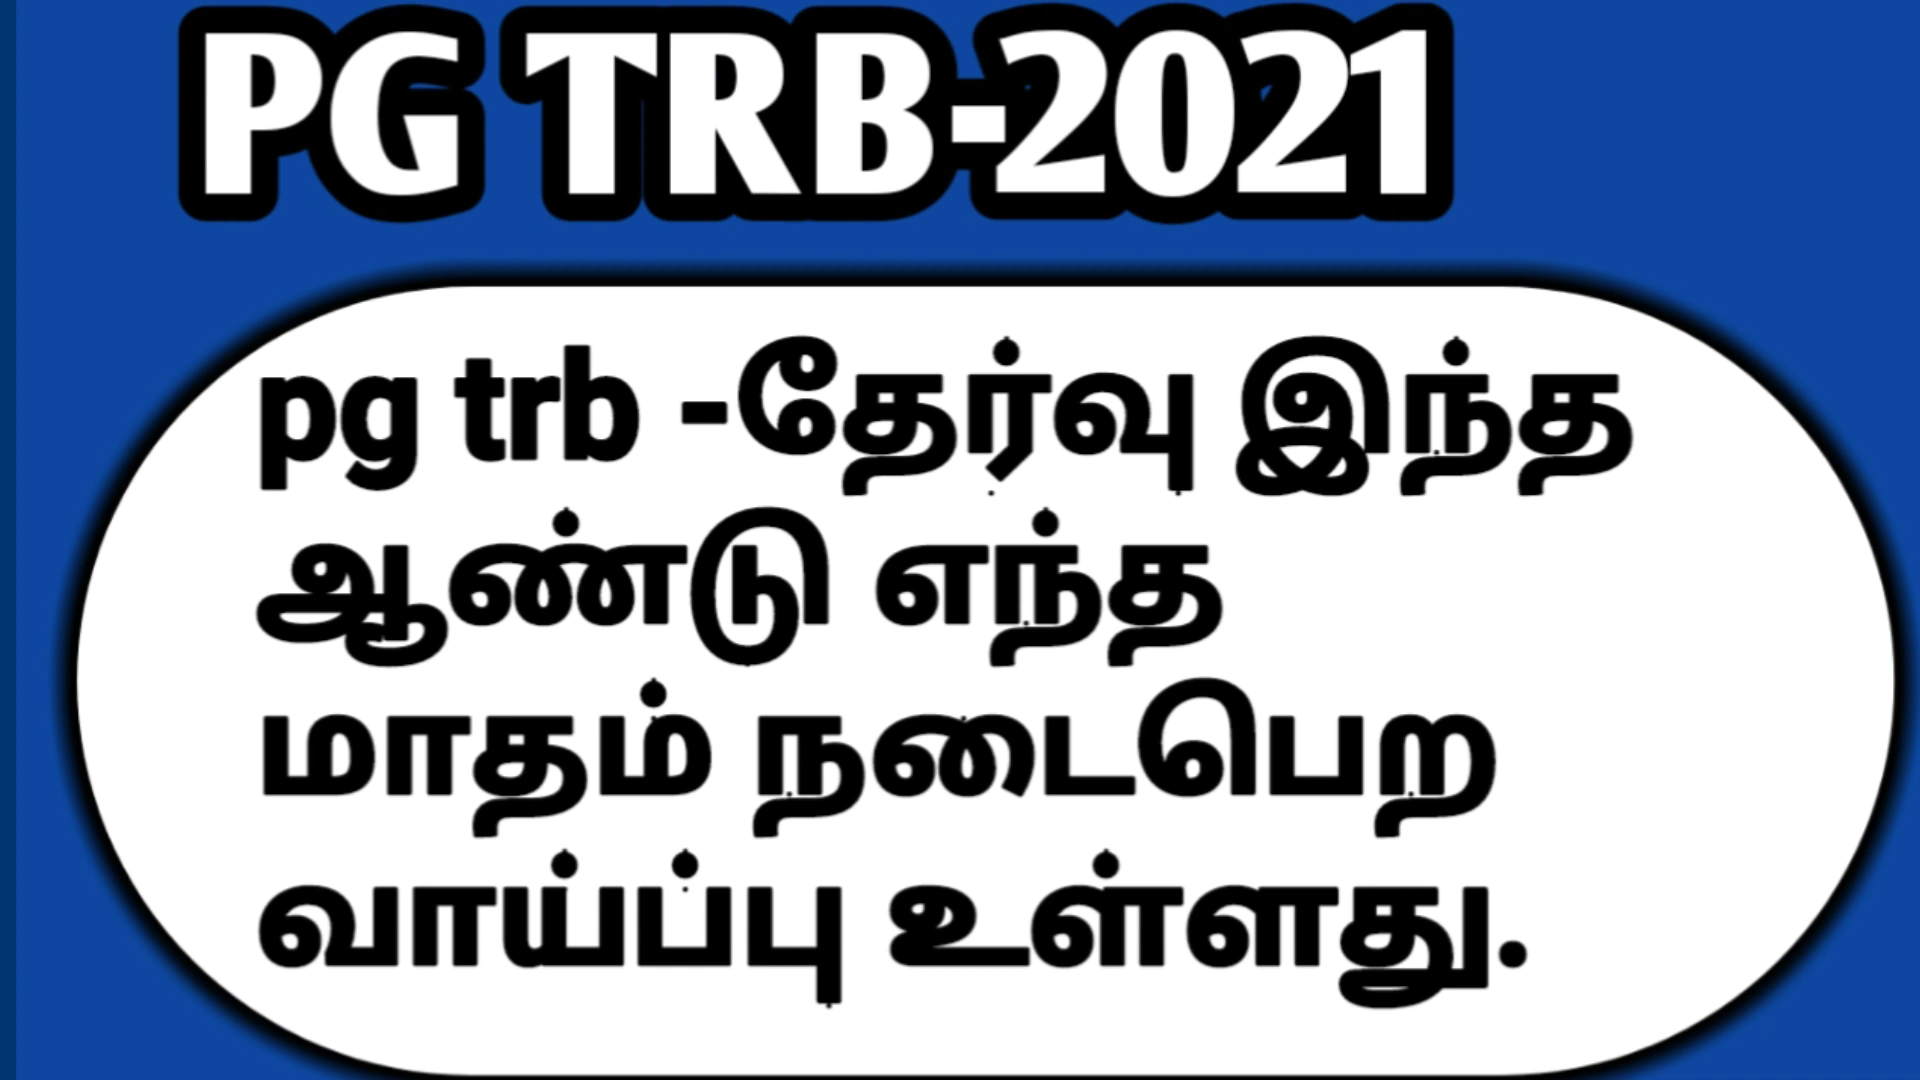 PG TRB-2021
pg trb -தேர்வு இந்த
ஆண்டு எந்த
மாதம் நடைபெற
வாய்ப்பு உள்ளது.